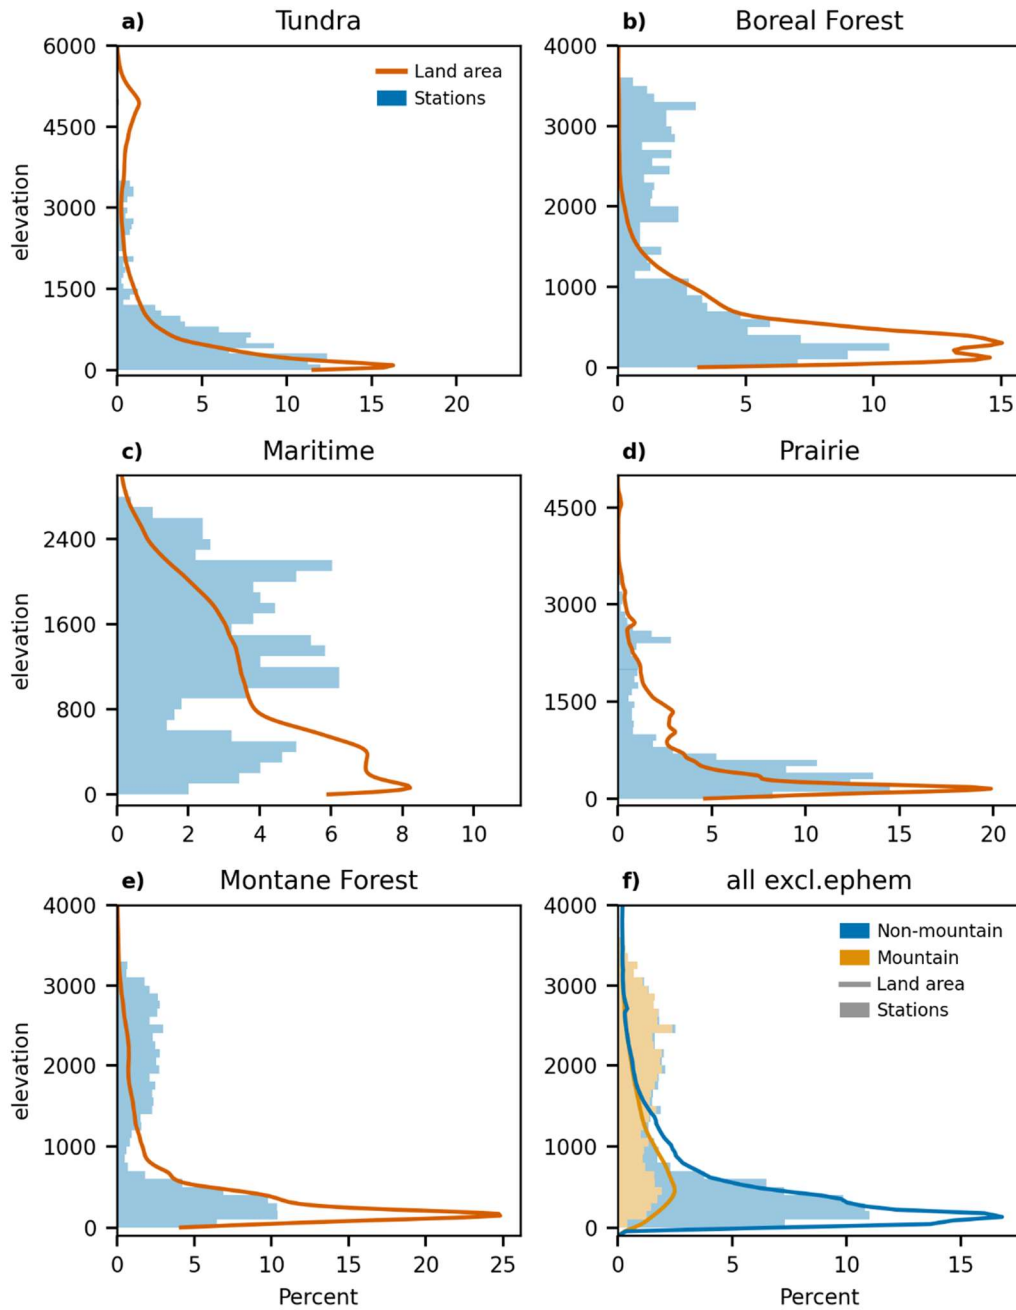 a) Tundra
6000
4500
3000
1500
0
elevation
Land area
Stations
0 5 10 15 20
b) Boreal Forest
4000
3000
2000
1000
0
0 5 10 15
c) Maritime
2400
1600
800
0
elevation
0 2 4 6 8 10
d) Prairie
4500
3000
1500
0
0 5 10 15 20
e) Montane Forest
4000
3000
2000
1000
0
elevation
0 5 10 15 20 25
Percent
f) all excl.ephem
4000
3000
2000
1000
0
Non-mountain
Mountain
Land area
Stations
0 5 10 15
Percent